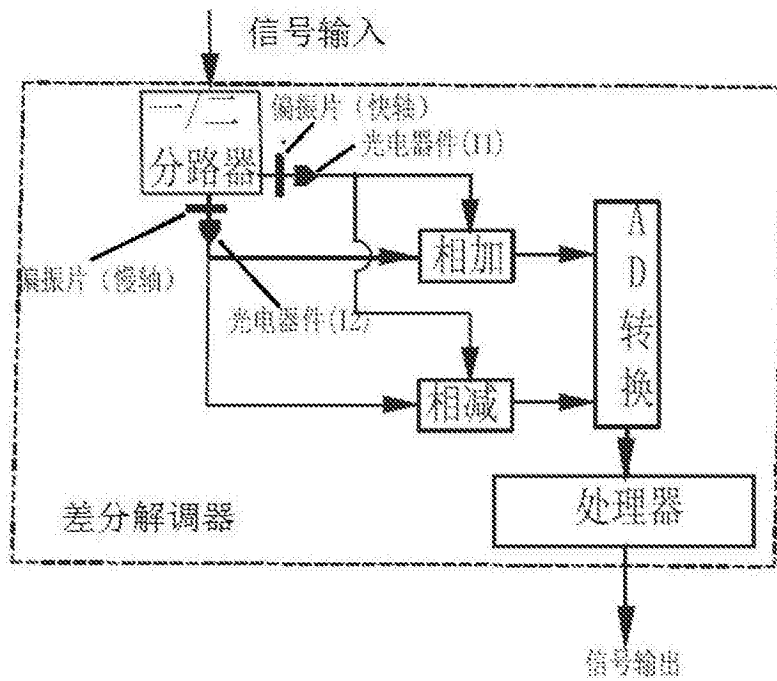 信号输入
一/二
分路器
偏振片（快轴）
光电器件(I1)
偏振片（慢轴）
光电器件(I2)
相加
相减
AD转换
处理器
差分解调器
信号输出